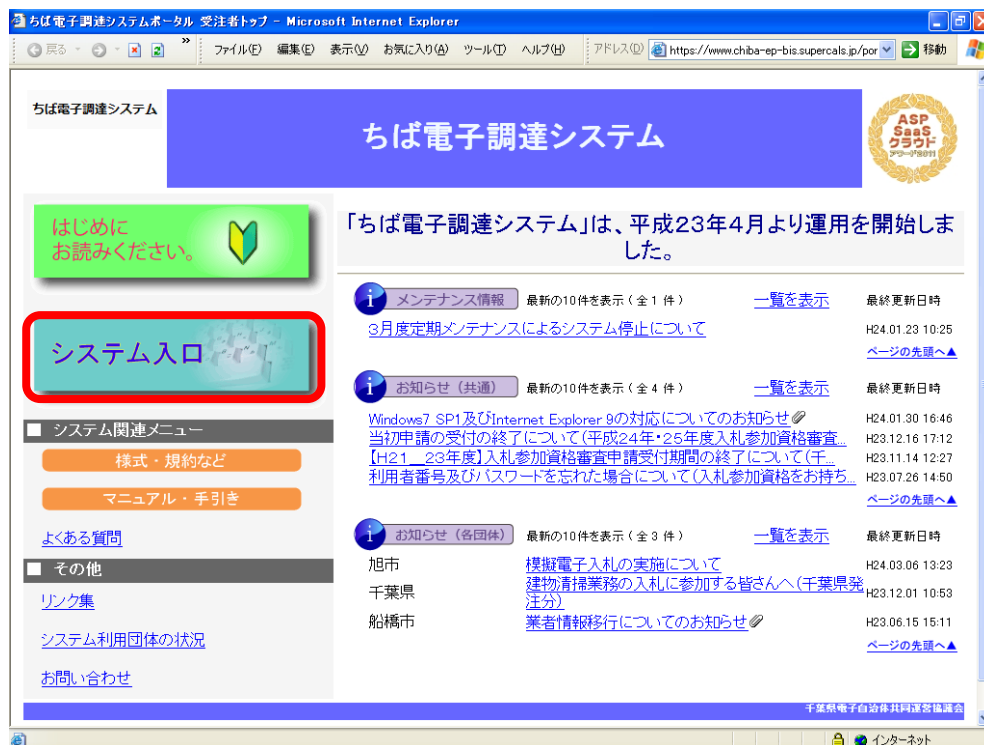 ちば電子調達システムポータル 受注者トップ - Microsoft Internet Explorer
戻る
ファイル(F) 編集(E) 表示(V) お気に入り(A) ツール(T) ヘルプ(H)
アドレス(D) https://www.chiba-ep-bis.supercals.jp/por 移動
ちば電子調達システム
ちば電子調達システム
ASP
SaaS
クラウド
アワード2011
はじめに
お読みください。
システム入口
システム関連メニュー
様式・規約など
マニュアル・手引き
よくある質問
その他
リンク集
システム利用団体の状況
お問い合わせ
「ちば電子調達システム」は、平成23年4月より運用を開始しま
した。
メンテナンス情報 最新の10件を表示(全1件) 一覧を表示 最終更新日時
3月度定期メンテナンスによるシステム停止について H24.01.23 10:25
ページの先頭へ▲
お知らせ(共通) 最新の10件を表示(全4件) 一覧を表示 最終更新日時
Windows7 SP1及びInternet Explorer 9の対応についてのお知らせ H24.01.30 16:46
当初申請の受付の終了について(平成24年・25年度入札参加資格審査... H23.12.16 17:12
【H21__23年度】入札参加資格審査申請受付期間の終了について(千... H23.11.14 12:27
利用者番号及びパスワードを忘れた場合について(入札参加資格をお持ち... H23.07.26 14:50
ページの先頭へ▲
お知らせ(各団体) 最新の10件を表示(全3件) 一覧を表示 最終更新日時
旭市 模擬電子入札の実施について H24.03.06 13:23
千葉県 建物清掃業務の入札に参加する皆さんへ(千葉県発
注分) H23.12.01 10:53
船橋市 業者情報移行についてのお知らせ H23.06.15 15:11
ページの先頭へ▲
千葉県電子自治体共同運営協議会
インターネット